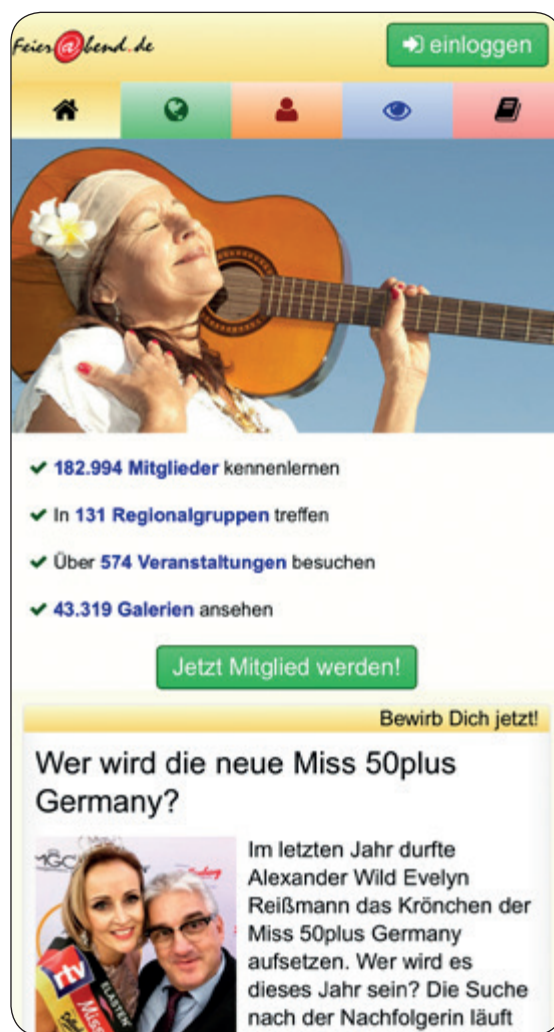 Feier@bend.de
einloggen
182.994 Mitglieder kennenlernen
In 131 Regionalgruppen treffen
Über 574 Veranstaltungen besuchen
43.319 Galerien ansehen
Jetzt Mitglied werden!
Bewirb Dich jetzt!
Wer wird die neue Miss 50plus
Germany?
MGC
Im letzten Jahr durfte
Alexander Wild Evelyn
Reißmann das Krönchen der
Miss 50plus Germany
aufsetzen. Wer wird es
dieses Jahr sein? Die Suche
nach der Nachfolgerin läuft
rtv
Miss